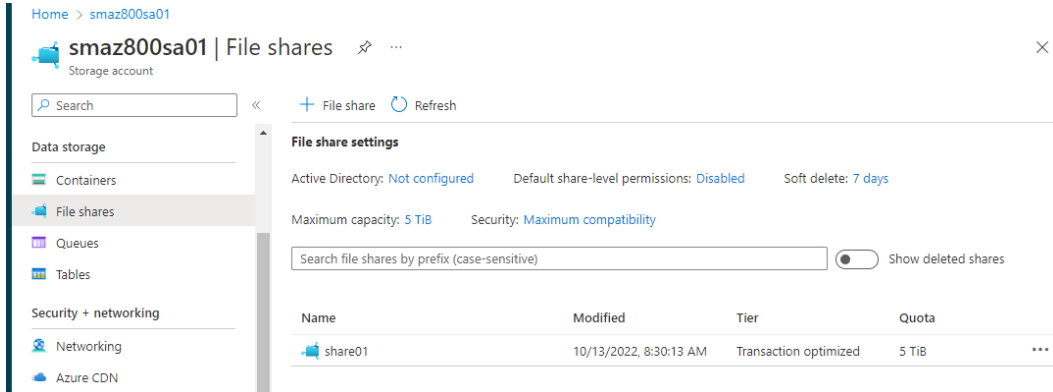 Home > smaz800sa01
smaz800sa01 | File shares ...
Storage account
Search «
+ File share Refresh
Data storage
Containers
File shares
Queues
Tables
Security + networking
Networking
Azure CDN
File share settings
Active Directory: Not configured Default share-level permissions: Disabled Soft delete: 7 days
Maximum capacity: 5 TiB Security: Maximum compatibility
Search file shares by prefix (case-sensitive) Show deleted shares
Name Modified Tier Quota
share01 10/13/2022, 8:30:13 AM Transaction optimized 5 TiB ...